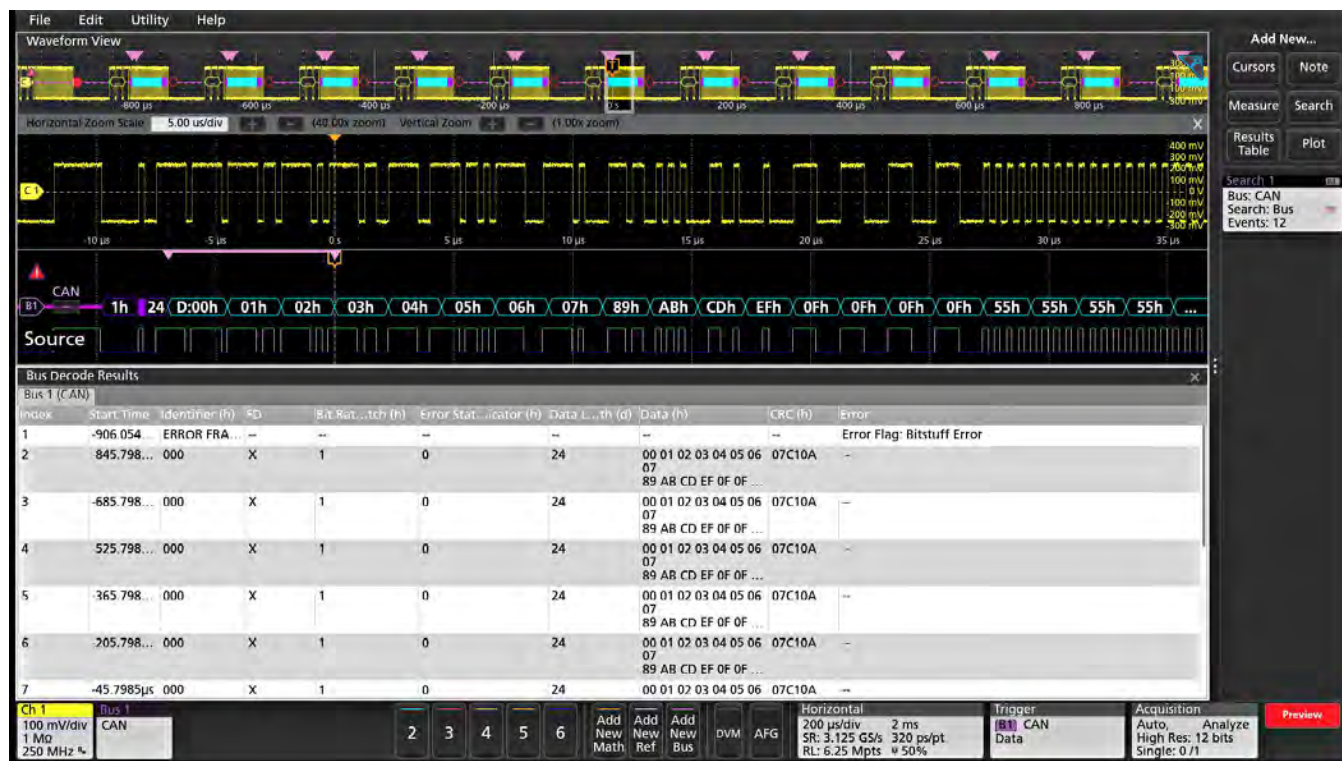 File Edit Utility Help
Waveform View
Add New...
Cursors Note
Measure Search
Results Table Plot
Search 1
Bus: CAN
Search: Bus
Events: 12
-800 µs -600 µs -400 µs -200 µs 0 s 200 µs 400 µs 600 µs 800 µs
Horizontal Zoom Scale 5.00 us/div (40.00x zoom) Vertical Zoom (1.00x zoom) X
400 mV
300 mV
200 mV
100 mV
0 V
-100 mV
-200 mV
-300 mV
C1
-10 µs -5 µs 0 s 5 µs 10 µs 15 µs 20 µs 25 µs 30 µs 35 µs
CAN
B1 1h 24 D:00h 01h 02h 03h 04h 05h 06h 07h 89h ABh CDh EFh 0Fh 0Fh 0Fh 0Fh 55h 55h 55h 55h ...
Source
Bus Decode Results
Bus 1 (CAN)
Index Start Time Identifier (h) FD Bit Rat...tch (h) Error Stat...icator (h) Data L...th (d) Data (h) CRC (h) Error
1 -906.054... ERROR FRA... -- -- -- -- -- -- Error Flag: Bitstuff Error
2 845.798... 000 X 1 0 24 00 01 02 03 04 05 06 07C10A --
07
89 AB CD EF 0F 0F ...
3 -685.798... 000 X 1 0 24 00 01 02 03 04 05 06 07C10A --
07
89 AB CD EF 0F 0F ...
4 525.798... 000 X 1 0 24 00 01 02 03 04 05 06 07C10A --
07
89 AB CD EF 0F 0F ...
5 -365.798... 000 X 1 0 24 00 01 02 03 04 05 06 07C10A --
07
89 AB CD EF 0F 0F ...
6 205.798... 000 X 1 0 24 00 01 02 03 04 05 06 07C10A --
07
89 AB CD EF 0F 0F ...
7 -45.7985µs 000 X 1 0 24 00 01 02 03 04 05 06 07C10A --
Ch 1
100 mV/div
1 MΩ
250 MHz
Bus 1
CAN
2 3 4 5 6
Add New Math
Add New Ref
Add New Bus
DVM AFG
Horizontal
200 µs/div 2 ms
SR: 3.125 GS/s 320 ps/pt
RL: 6.25 Mpts 50%
Trigger
B1 CAN
Data
Acquisition
Auto, Analyze
High Res: 12 bits
Single: 0 /1
Preview